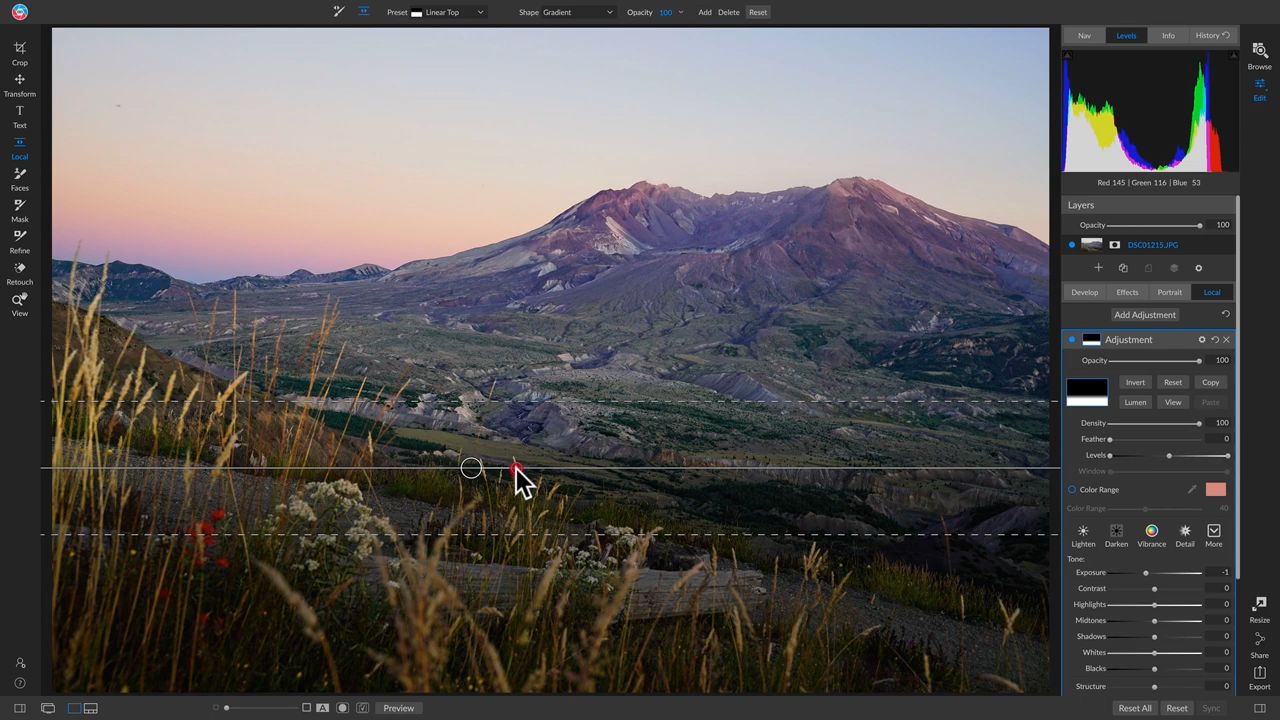 Preset Linear Top Shape Gradient Opacity 100 Add Delete Reset
Crop
Transform
Text
Local
Faces
Mask
Refine
Retouch
View
Nav Levels Info History
Red 145 | Green 116 | Blue 53
Layers
Opacity 100
DSC01215.JPG
Develop Effects Portrait Local
Add Adjustment
Adjustment
Opacity 100
Invert Reset Copy
Lumen View Paste
Density 100
Feather 0
Levels
Window
Color Range
Color Range 40
Lighten Darken Vibrance Detail More
Tone:
Exposure -1
Contrast 0
Highlights 0
Midtones 0
Shadows 0
Whites 0
Blacks 0
Structure 0
Browse
Edit
Resize
Share
Export
A Preview
Reset All Reset Sync